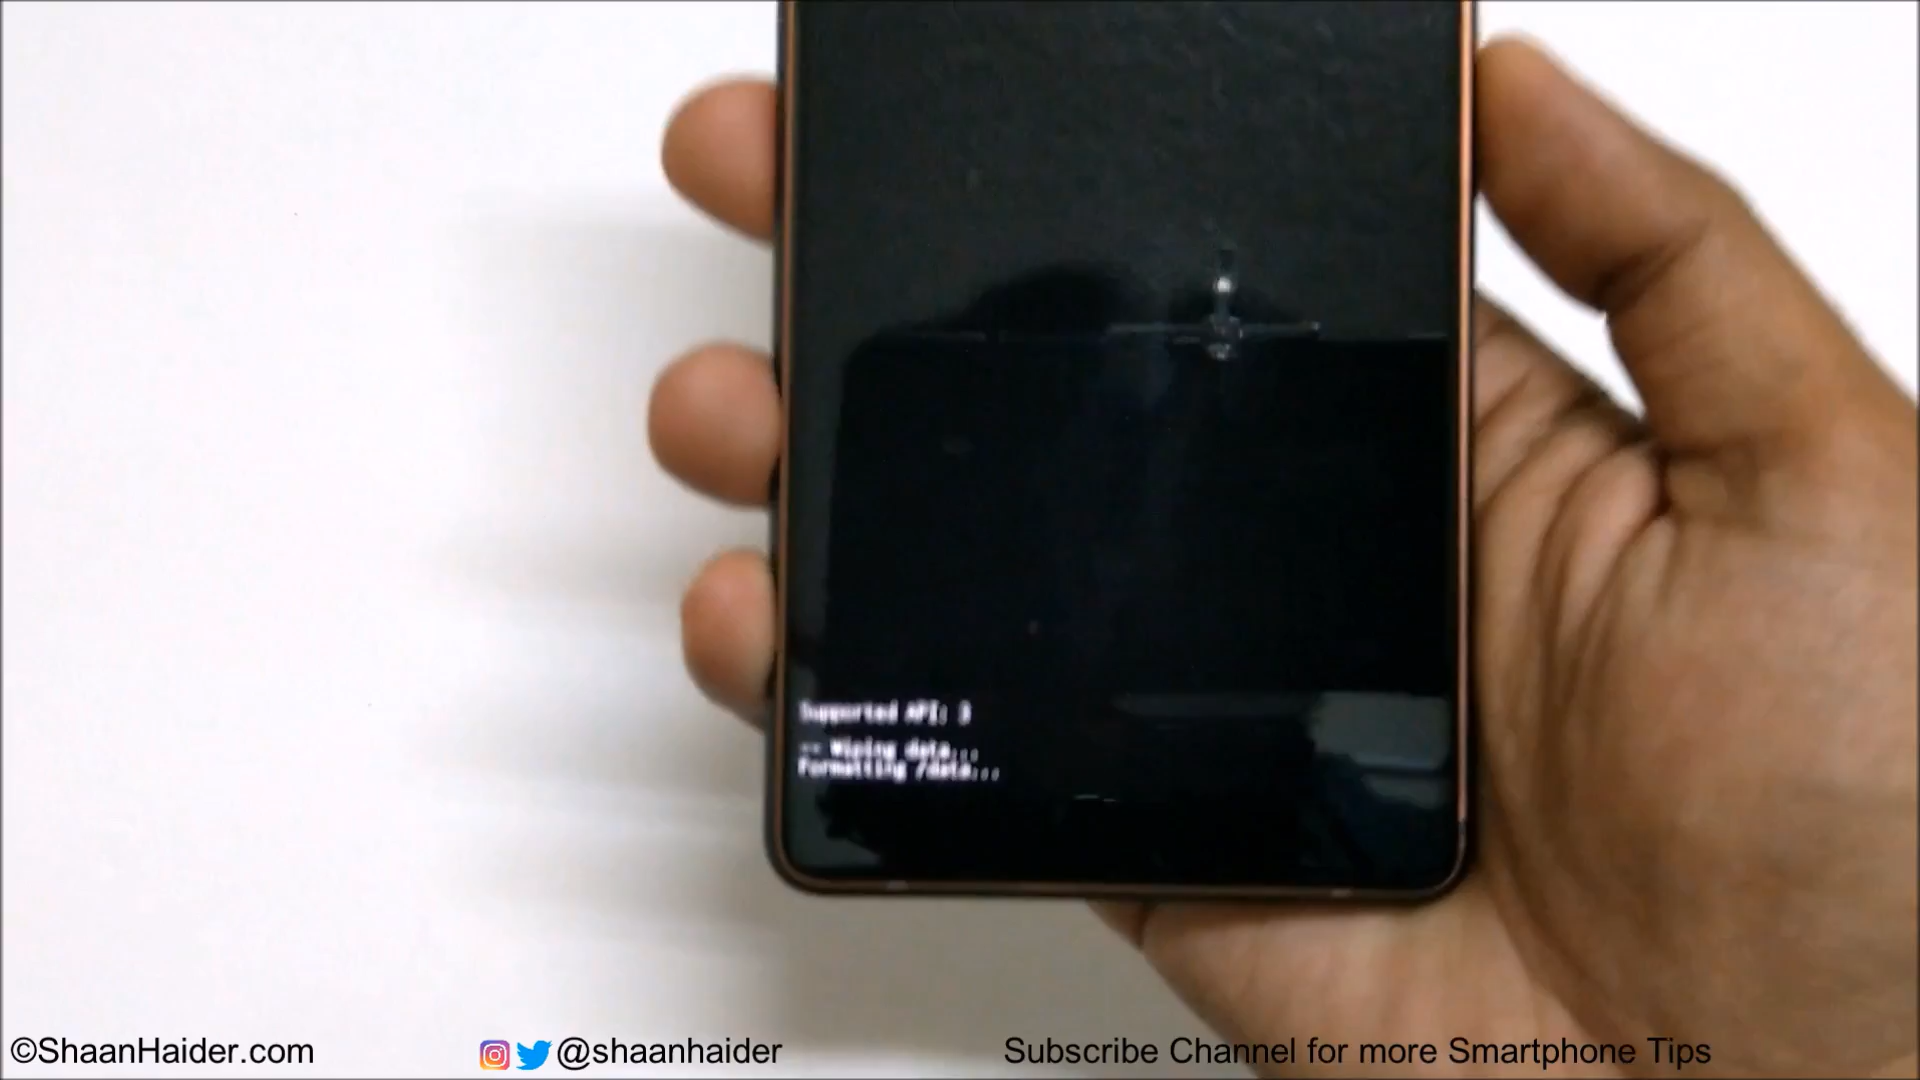 Supported API: 3
-- Wiping data...
Formatting /data...
©ShaanHaider.com
@shaanhaider
Subscribe Channel for more Smartphone Tips